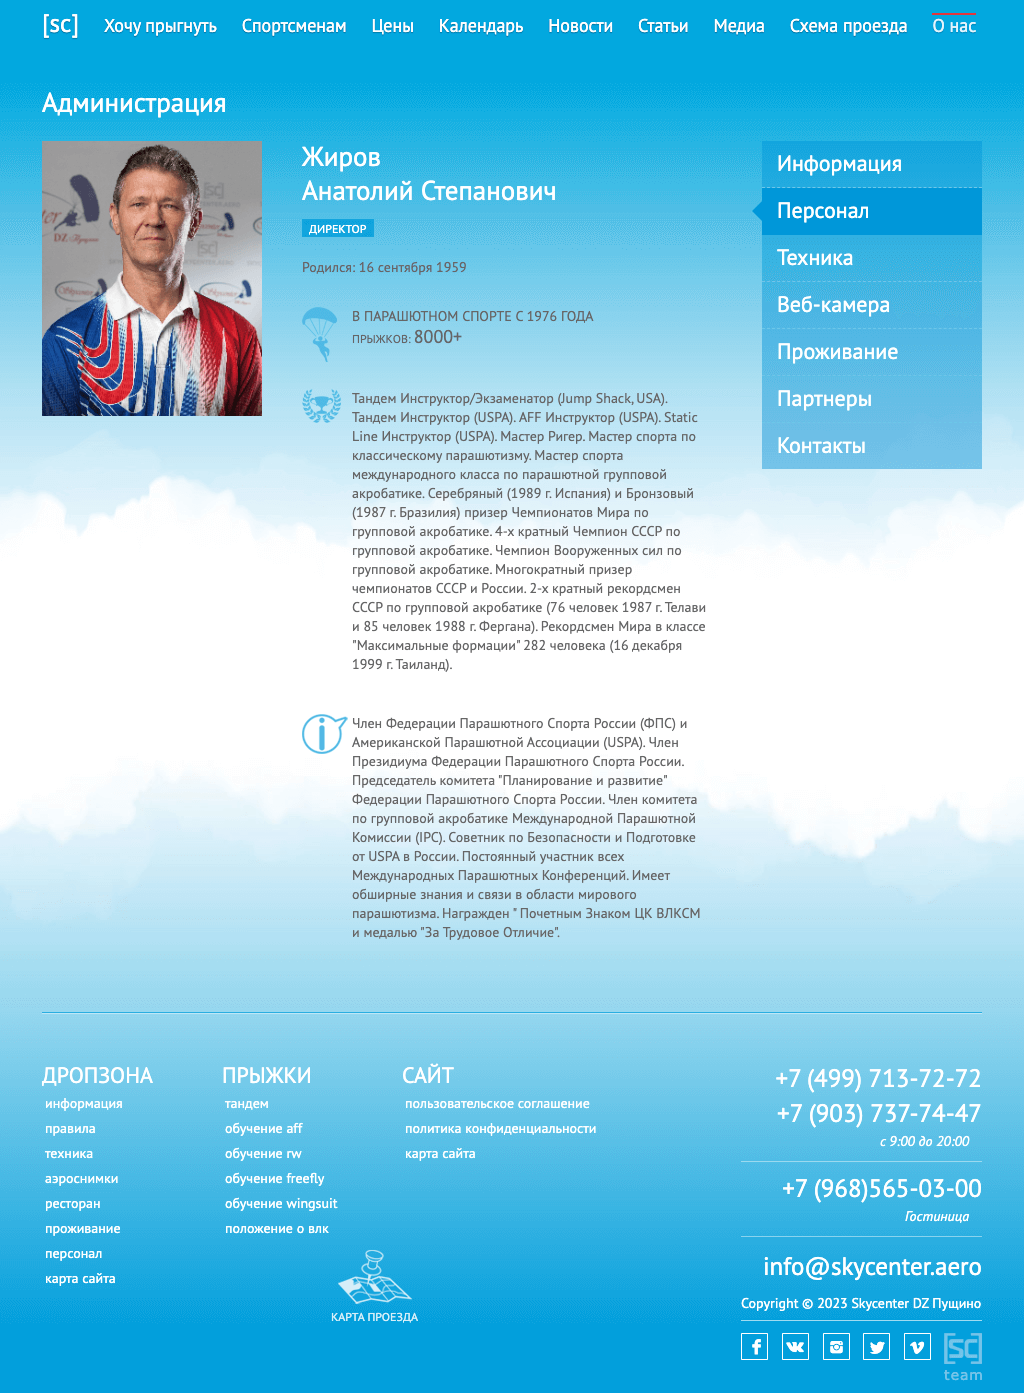 [sc] Хочу прыгнуть Спортсменам Цены Календарь Новости Статьи Медиа Схема проезда О нас
Администрация
Жиров
Анатолий Степанович
ДИРЕКТОР
Родился: 16 сентября 1959
В ПАРАШЮТНОМ СПОРТЕ С 1976 ГОДА
ПРЫЖКОВ: 8000+
Тандем Инструктор/Экзаменатор (Jump Shack, USA).
Тандем Инструктор (USPA). AFF Инструктор (USPA). Static
Line Инструктор (USPA). Мастер Ригер. Мастер спорта по
классическому парашютизму. Мастер спорта
международного класса по парашютной групповой
акробатике. Серебряный (1989 г. Испания) и Бронзовый
(1987 г. Бразилия) призер Чемпионатов Мира по
групповой акробатике. 4-х кратный Чемпион СССР по
групповой акробатике. Чемпион Вооруженных сил по
групповой акробатике. Многократный призер
чемпионатов СССР и России. 2-х кратный рекордсмен
СССР по групповой акробатике (76 человек 1987 г. Телави
и 85 человек 1988 г. Фергана). Рекордсмен Мира в классе
"Максимальные формации" 282 человека (16 декабря
1999 г. Таиланд).
Член Федерации Парашютного Спорта России (ФПС) и
Американской Парашютной Ассоциации (USPA). Член
Президиума Федерации Парашютного Спорта России.
Председатель комитета "Планирование и развитие"
Федерации Парашютного Спорта России. Член комитета
по групповой акробатике Международной Парашютной
Комиссии (IPC). Советник по Безопасности и Подготовке
от USPA в России. Постоянный участник всех
Международных Парашютных Конференций. Имеет
обширные знания и связи в области мирового
парашютизма. Награжден " Почетным Знаком ЦК ВЛКСМ
и медалью "За Трудовое Отличие".
Информация
Персонал
Техника
Веб-камера
Проживание
Партнеры
Контакты
ДРОПЗОНА
информация
правила
техника
аэроснимки
ресторан
проживание
персонал
карта сайта
ПРЫЖКИ
тандем
обучение aff
обучение rw
обучение freefly
обучение wingsuit
положение о влк
САЙТ
пользовательское соглашение
политика конфиденциальности
карта сайта
КАРТА ПРОЕЗДА
+7 (499) 713-72-72
+7 (903) 737-74-47
с 9:00 до 20:00
+7 (968)565-03-00
Гостиница
info@skycenter.aero
Copyright © 2023 Skycenter DZ Пущино
[sc]
team